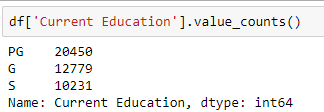 df['Current Education'].value_counts()
PG    20450
G     12779
S     10231
Name: Current Education, dtype: int64